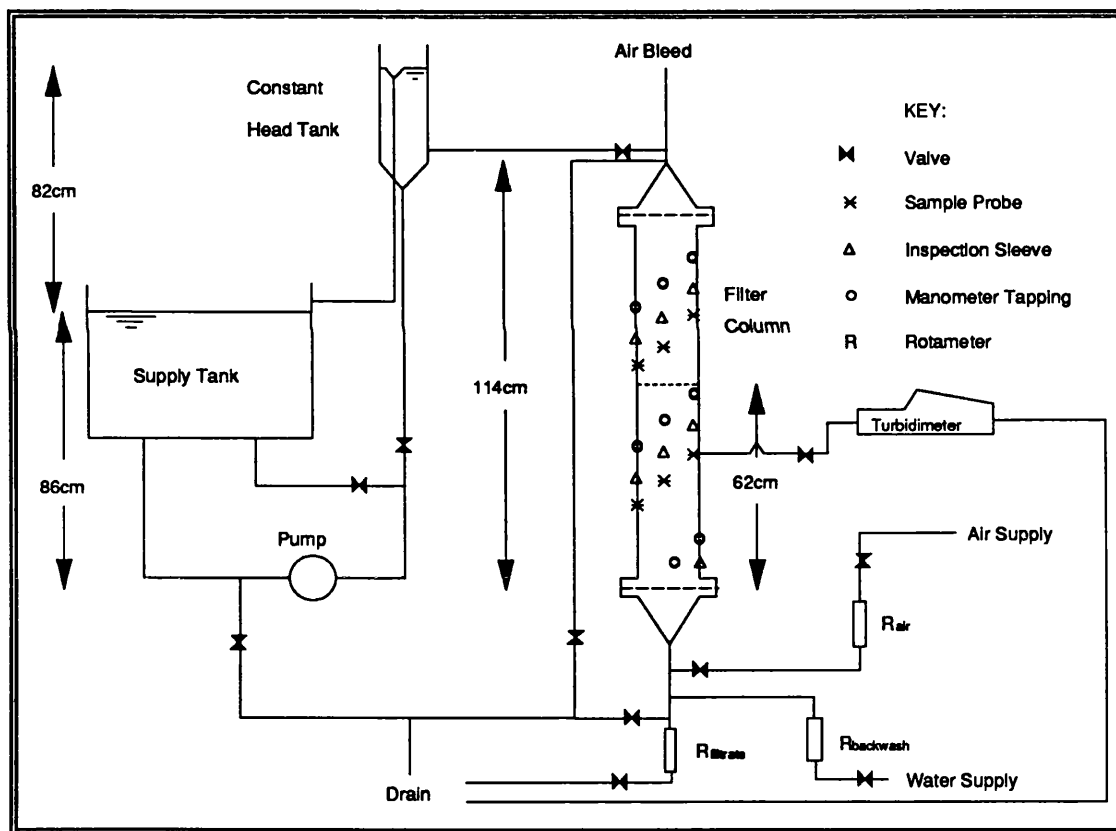 Air Bleed
Constant
Head Tank
KEY:
Valve
Sample Probe
Inspection Sleeve
Manometer Tapping
R Rotameter
82cm
Filter
Column
Supply Tank
114cm
Turbidimeter
86cm
62cm
Pump
Air Supply
Rair
Rfiltrate
Rbackwash
Drain
Water Supply